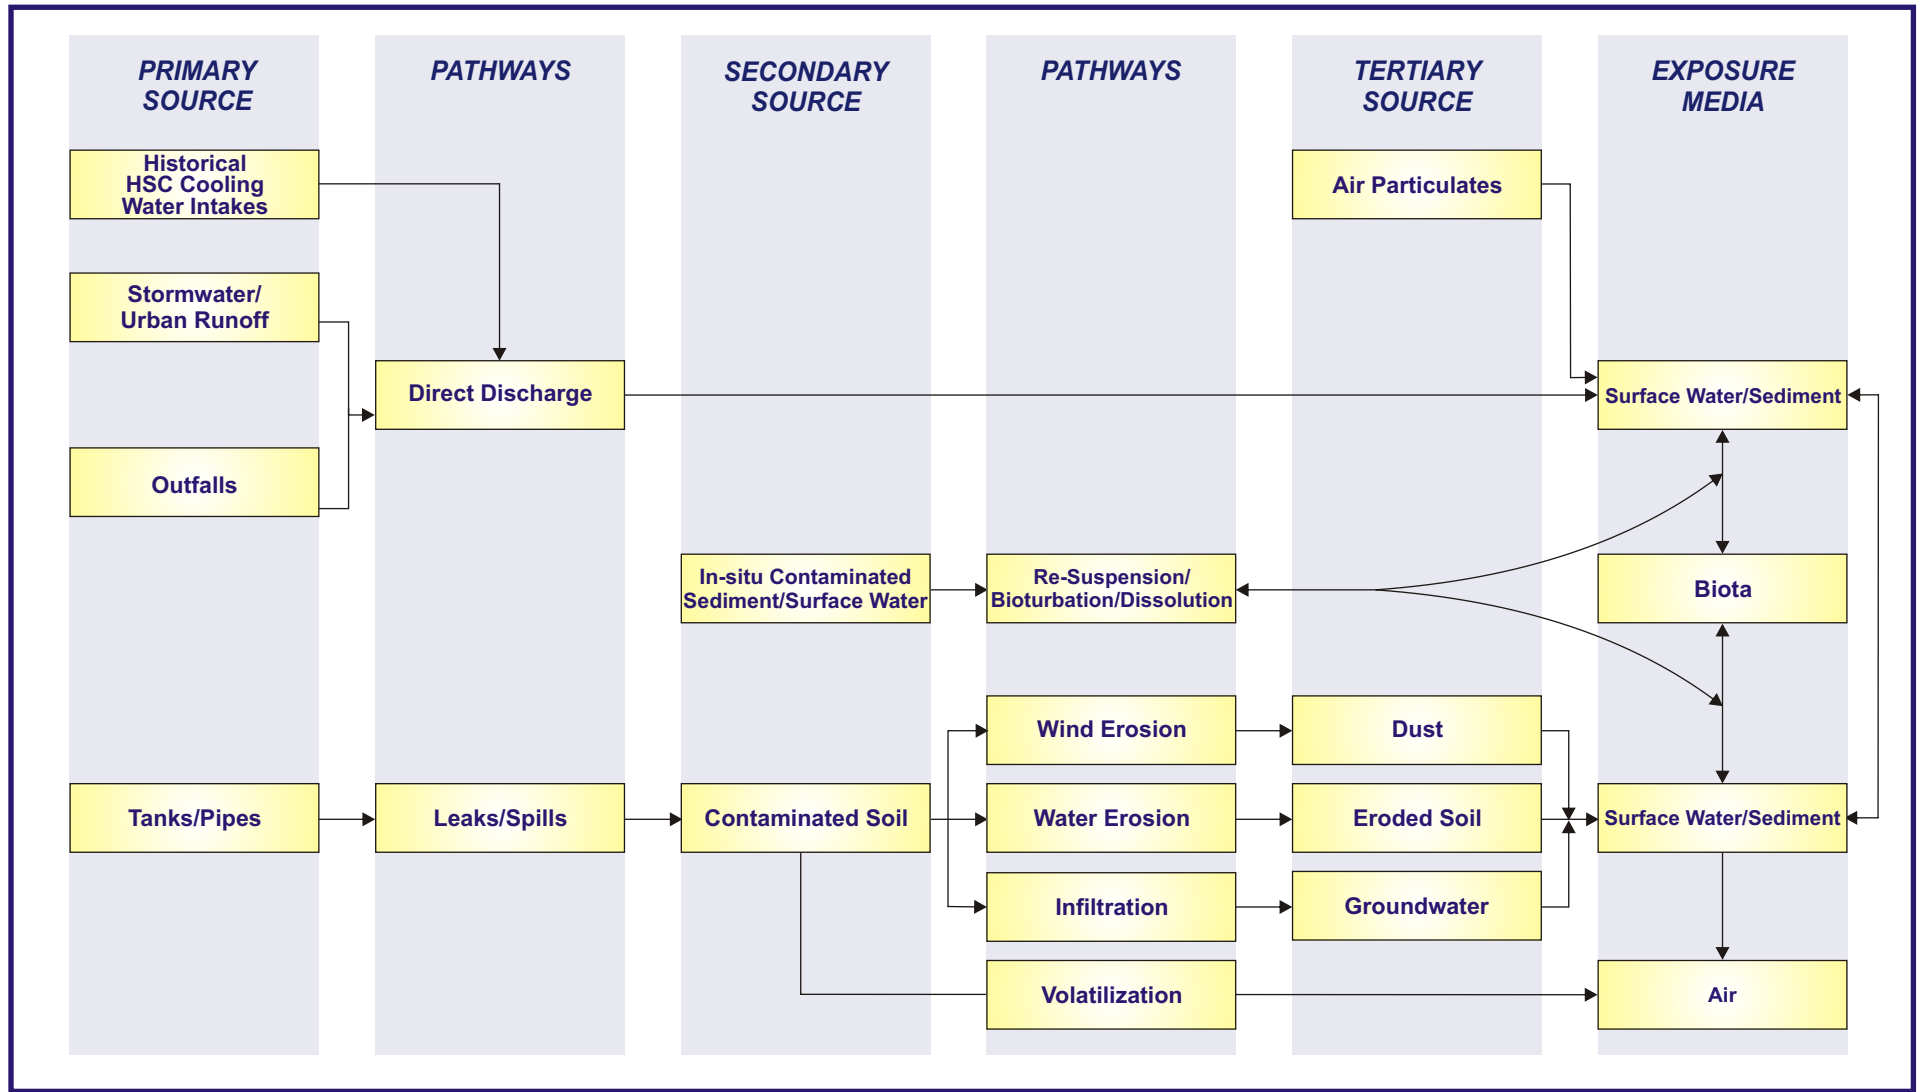 PRIMARY
SOURCE
PATHWAYS
SECONDARY
SOURCE
PATHWAYS
TERTIARY
SOURCE
EXPOSURE
MEDIA
Historical
HSC Cooling
Water Intakes
Air Particulates
Stormwater/
Urban Runoff
Direct Discharge
Surface Water/Sediment
Outfalls
In-situ Contaminated
Sediment/Surface Water
Re-Suspension/
Bioturbation/Dissolution
Biota
Wind Erosion
Dust
Tanks/Pipes
Leaks/Spills
Contaminated Soil
Water Erosion
Eroded Soil
Surface Water/Sediment
Infiltration
Groundwater
Volatilization
Air